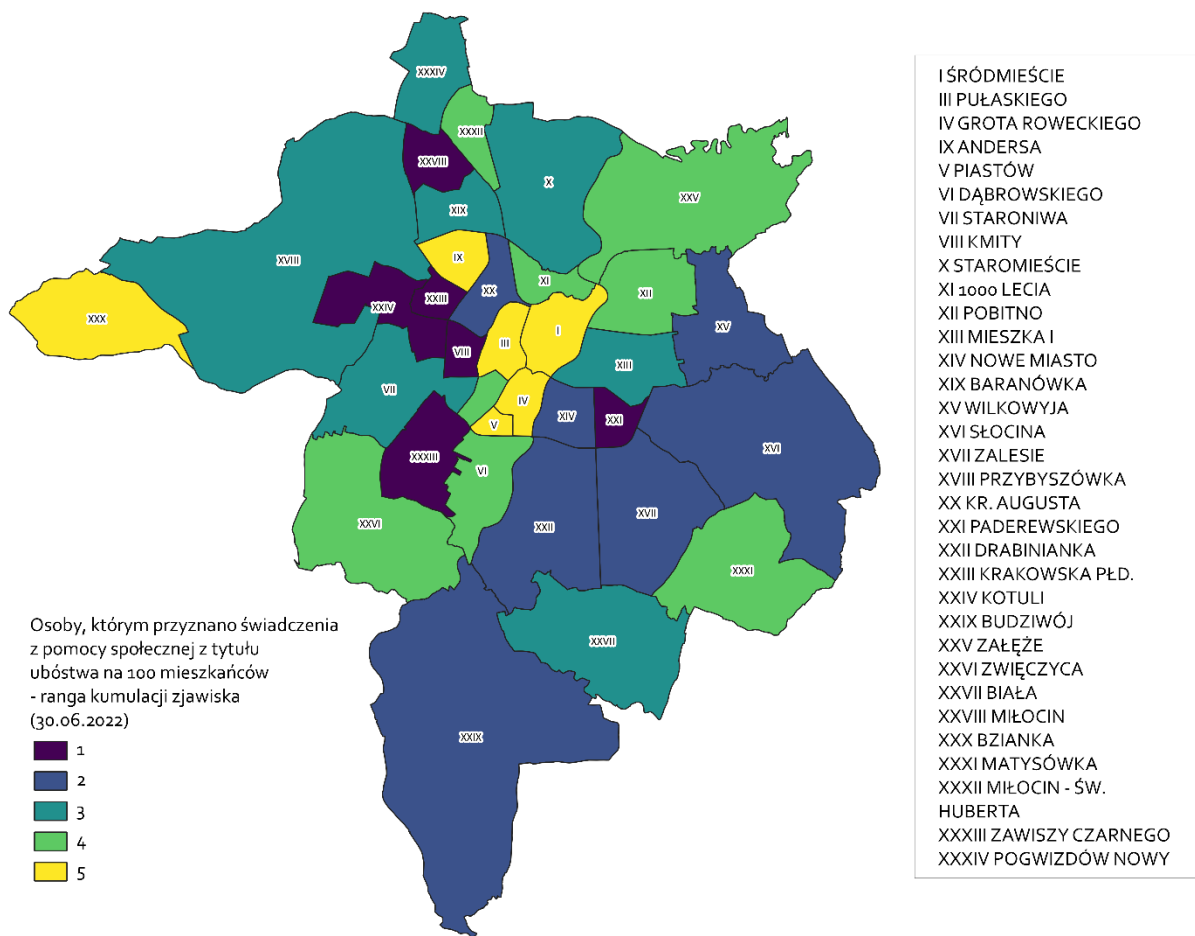 XXXIV
XXXII
XXVIII
X
XXV
XIX
XVIII
IX
XI
XX
XII
XXIII
XXIV
XXX
I
XV
III
VIII
XIII
VII
IV
XIV
XXI
V
XVI
XXXIII
VI
XXVI
XXII
XVII
XXXI
XXVII
XXIX
Osoby, którym przyznano świadczenia
z pomocy społecznej z tytułu
ubóstwa na 100 mieszkańców
- ranga kumulacji zjawiska
(30.06.2022)
1
2
3
4
5
I ŚRÓDMIEŚCIE
III PUŁASKIEGO
IV GROTA ROWECKIEGO
IX ANDERSA
V PIASTÓW
VI DĄBROWSKIEGO
VII STARONIWA
VIII KMITY
X STAROMIEŚCIE
XI 1000 LECIA
XII POBITNO
XIII MIESZKA I
XIV NOWE MIASTO
XIX BARANÓWKA
XV WILKOWYJA
XVI SŁOCINA
XVII ZALESIE
XVIII PRZYBYSZÓWKA
XX KR. AUGUSTA
XXI PADEREWSKIEGO
XXII DRABINIANKA
XXIII KRAKOWSKA PŁD.
XXIV KOTULI
XXIX BUDZIWÓJ
XXV ZAŁĘŻE
XXVI ZWIĘCZYCA
XXVII BIAŁA
XXVIII MIŁOCIN
XXX BZIANKA
XXXI MATYSÓWKA
XXXII MIŁOCIN - ŚW.
HUBERTA
XXXIII ZAWISZY CZARNEGO
XXXIV POGWIZDÓW NOWY